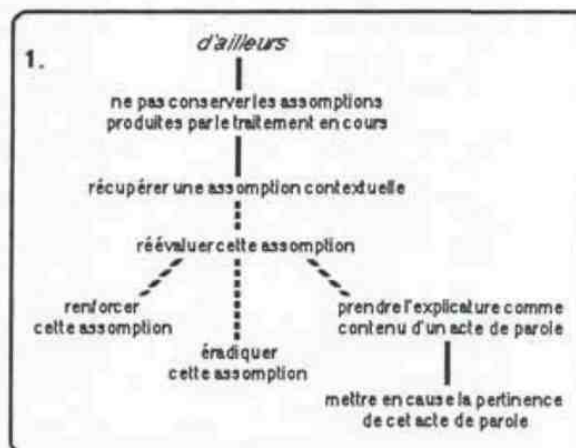 1.
d'ailleurs
ne pas conserver les assomptions
produites par le traitement en cours
récupérer une assomption contextuelle
réévaluer cette assomption
renforcer
cette assomption
éradiquer
cette assomption
prendre l'explicature comme
contenu d'un acte de parole
mettre en cause la pertinence
de cet acte de parole